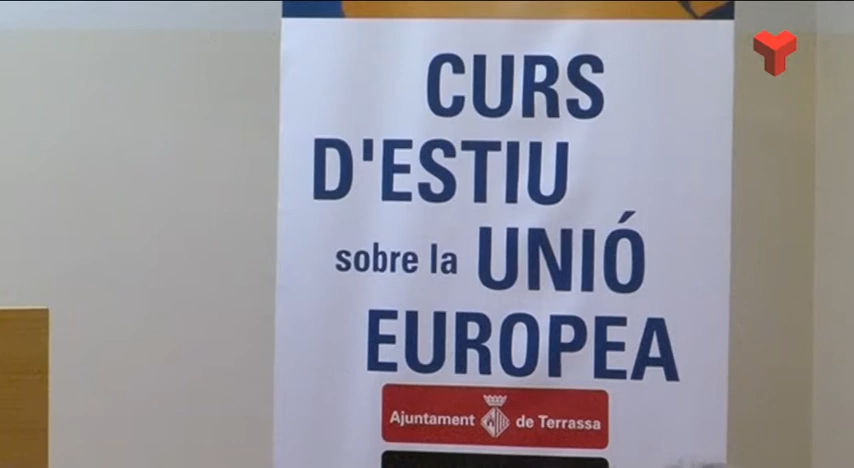 CURS
D'ESTIU
sobre la UNIÓ
EUROPEA
Ajuntament de Terrassa